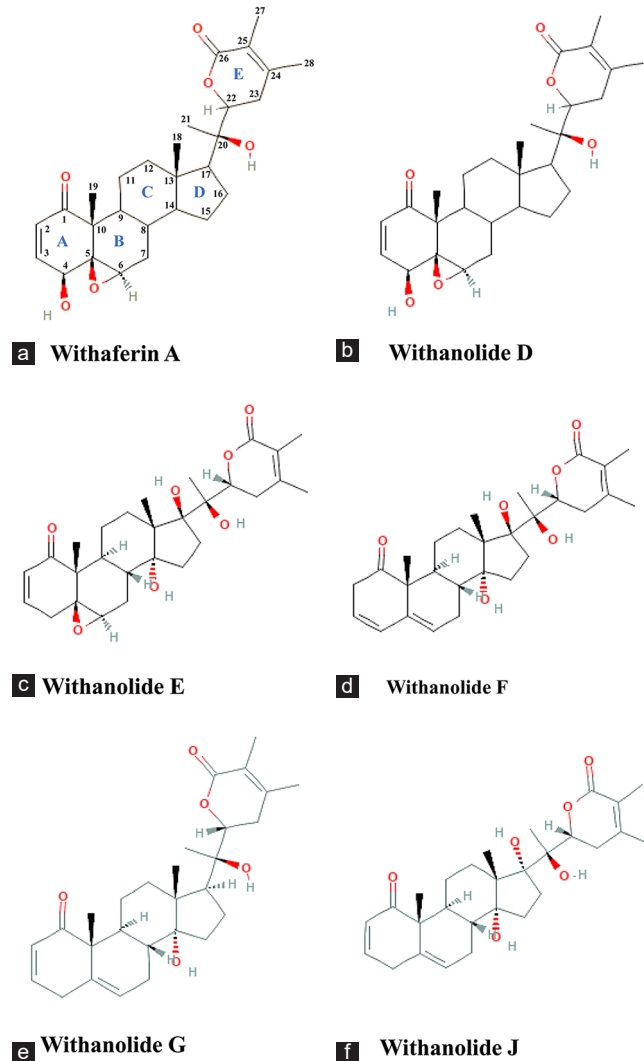 27
O 25
26 E 28
24
O 23
22
H
21
18 20 O
12 H
O 19 11 C 13 17
D 16
1 9 14
2 10 8 15
A B
3 5 7
4 6
O
O H
H
a Withaferin A
O
O
H
O
H
O
O
O H
H
b Withanolide D
O
O
H
H O
O H
O
H
H O H
O H
c Withanolide E
O
O
H
H O
O H
O
H
H O H
d Withanolide F
O
O
H
O
H
H
O
H
H O
H
e Withanolide G
O
O
H O H
O-H
O
H
H O
H
f Withanolide J